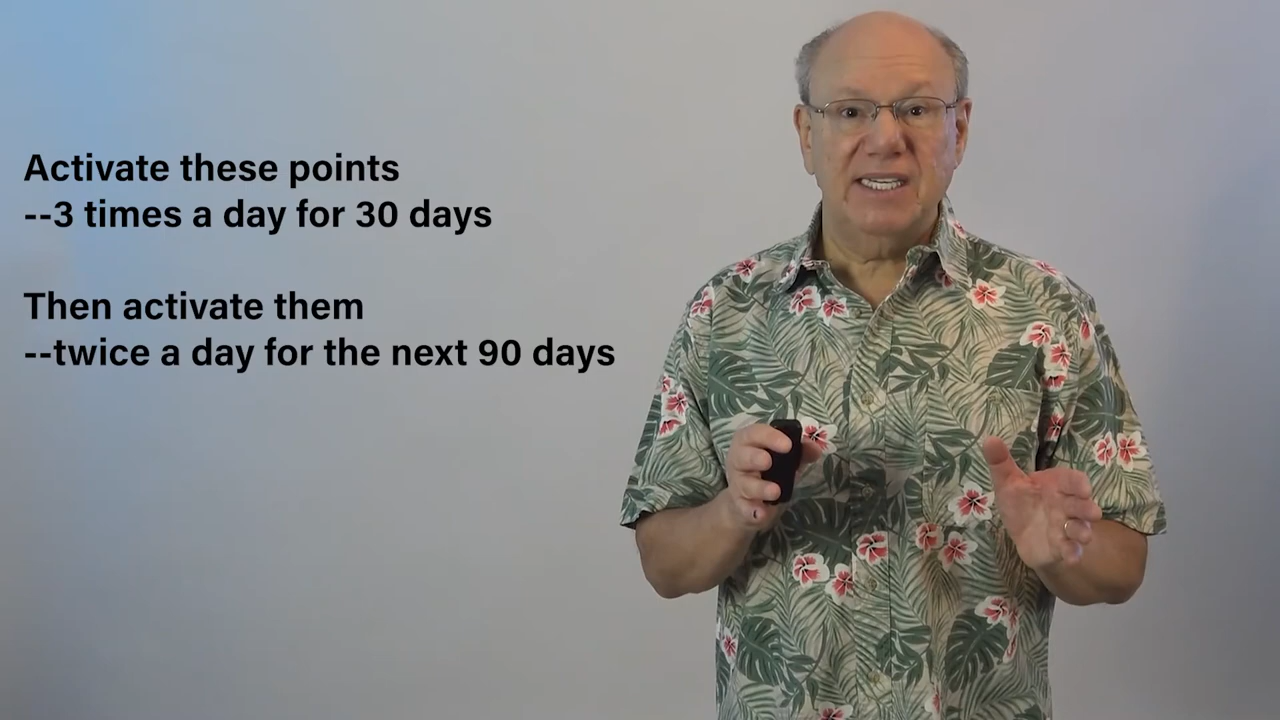 Activate these points
--3 times a day for 30 days
Then activate them
--twice a day for the next 90 days